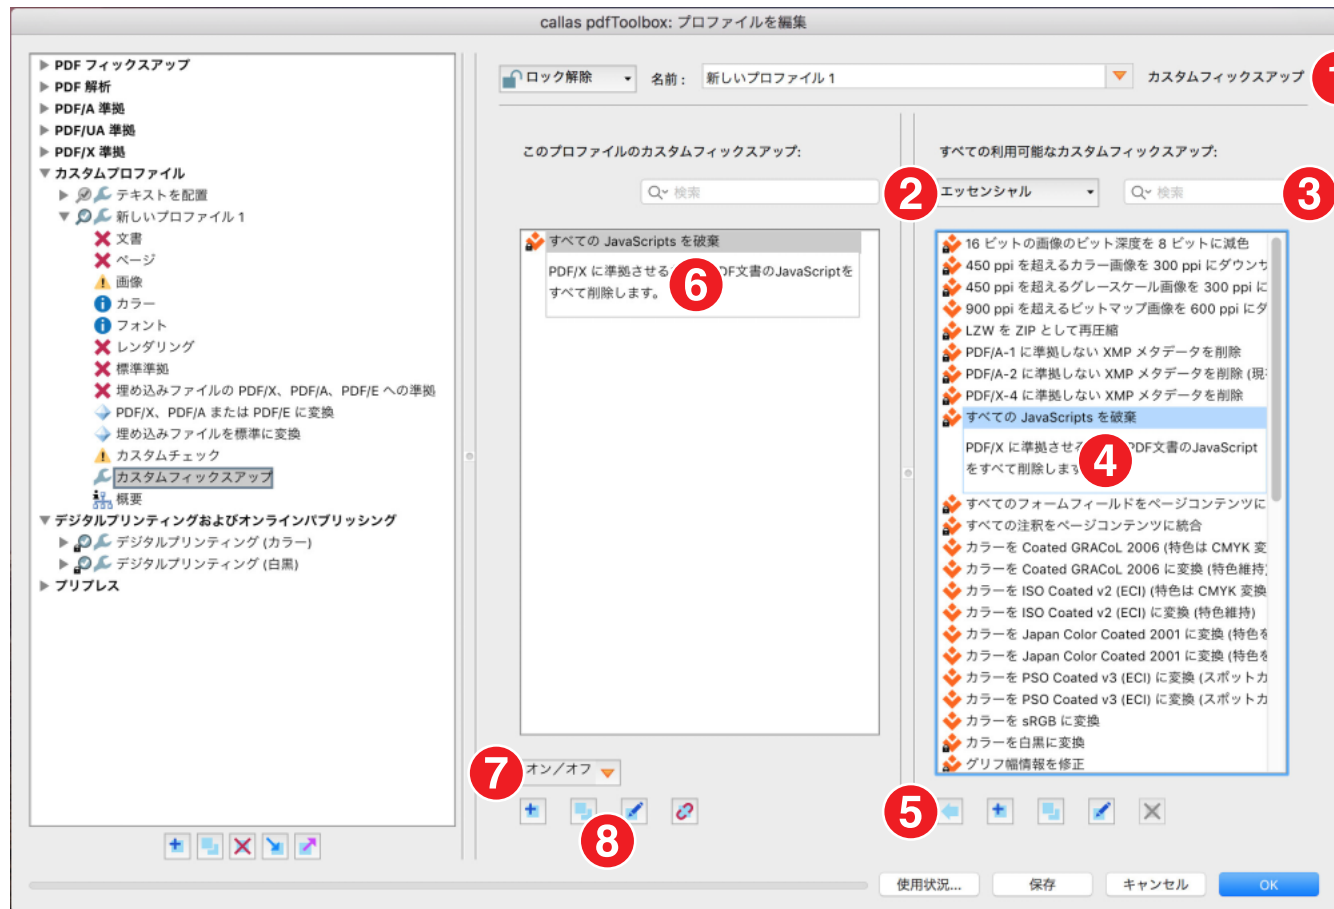 callas pdfToolbox: プロファイルを編集
PDF フィックスアップ
PDF 解析
PDF/A 準拠
PDF/UA 準拠
PDF/X 準拠
カスタムプロファイル
テキストを配置
新しいプロファイル 1
文書
ページ
画像
カラー
フォント
レンダリング
標準準拠
埋め込みファイルの PDF/X、PDF/A、PDF/E への準拠
PDF/X、PDF/A または PDF/E に変換
埋め込みファイルを標準に変換
カスタムチェック
カスタムフィックスアップ
概要
デジタルプリンティングおよびオンラインパブリッシング
デジタルプリンティング (カラー)
デジタルプリンティング (白黒)
プリプレス
ロック解除 名前: 新しいプロファイル 1 カスタムフィックスアップ 1
このプロファイルのカスタムフィックスアップ:
検索
すべての JavaScripts を破棄
PDF/X に準拠させる DF文書のJavaScriptを
すべて削除します。
6
オン/オフ
7
8
すべての利用可能なカスタムフィックスアップ:
2 エッセンシャル 検索 3
16 ビットの画像のビット深度を 8 ビットに減色
450 ppi を超えるカラー画像を 300 ppi にダウンサ
450 ppi を超えるグレースケール画像を 300 ppi に
900 ppi を超えるビットマップ画像を 600 ppi にダ
LZW を ZIP として再圧縮
PDF/A-1 に準拠しない XMP メタデータを削除
PDF/A-2 に準拠しない XMP メタデータを削除 (現
PDF/X-4 に準拠しない XMP メタデータを削除
すべての JavaScripts を破棄
PDF/X に準拠させ PDF文書のJavaScript
をすべて削除します
4
すべてのフォームフィールドをページコンテンツに
すべての注釈をページコンテンツに統合
カラーを Coated GRACoL 2006 (特色は CMYK 変
カラーを Coated GRACoL 2006 に変換 (特色維持)
カラーを ISO Coated v2 (ECI) (特色は CMYK 変換
カラーを ISO Coated v2 (ECI) に変換 (特色維持)
カラーを Japan Color Coated 2001 に変換 (特色を
カラーを Japan Color Coated 2001 に変換 (特色を
カラーを PSO Coated v3 (ECI) に変換 (スポットカ
カラーを PSO Coated v3 (ECI) に変換 (スポットカ
カラーを sRGB に変換
カラーを白黒に変換
グリフ幅情報を修正
5
使用状況... 保存 キャンセル OK